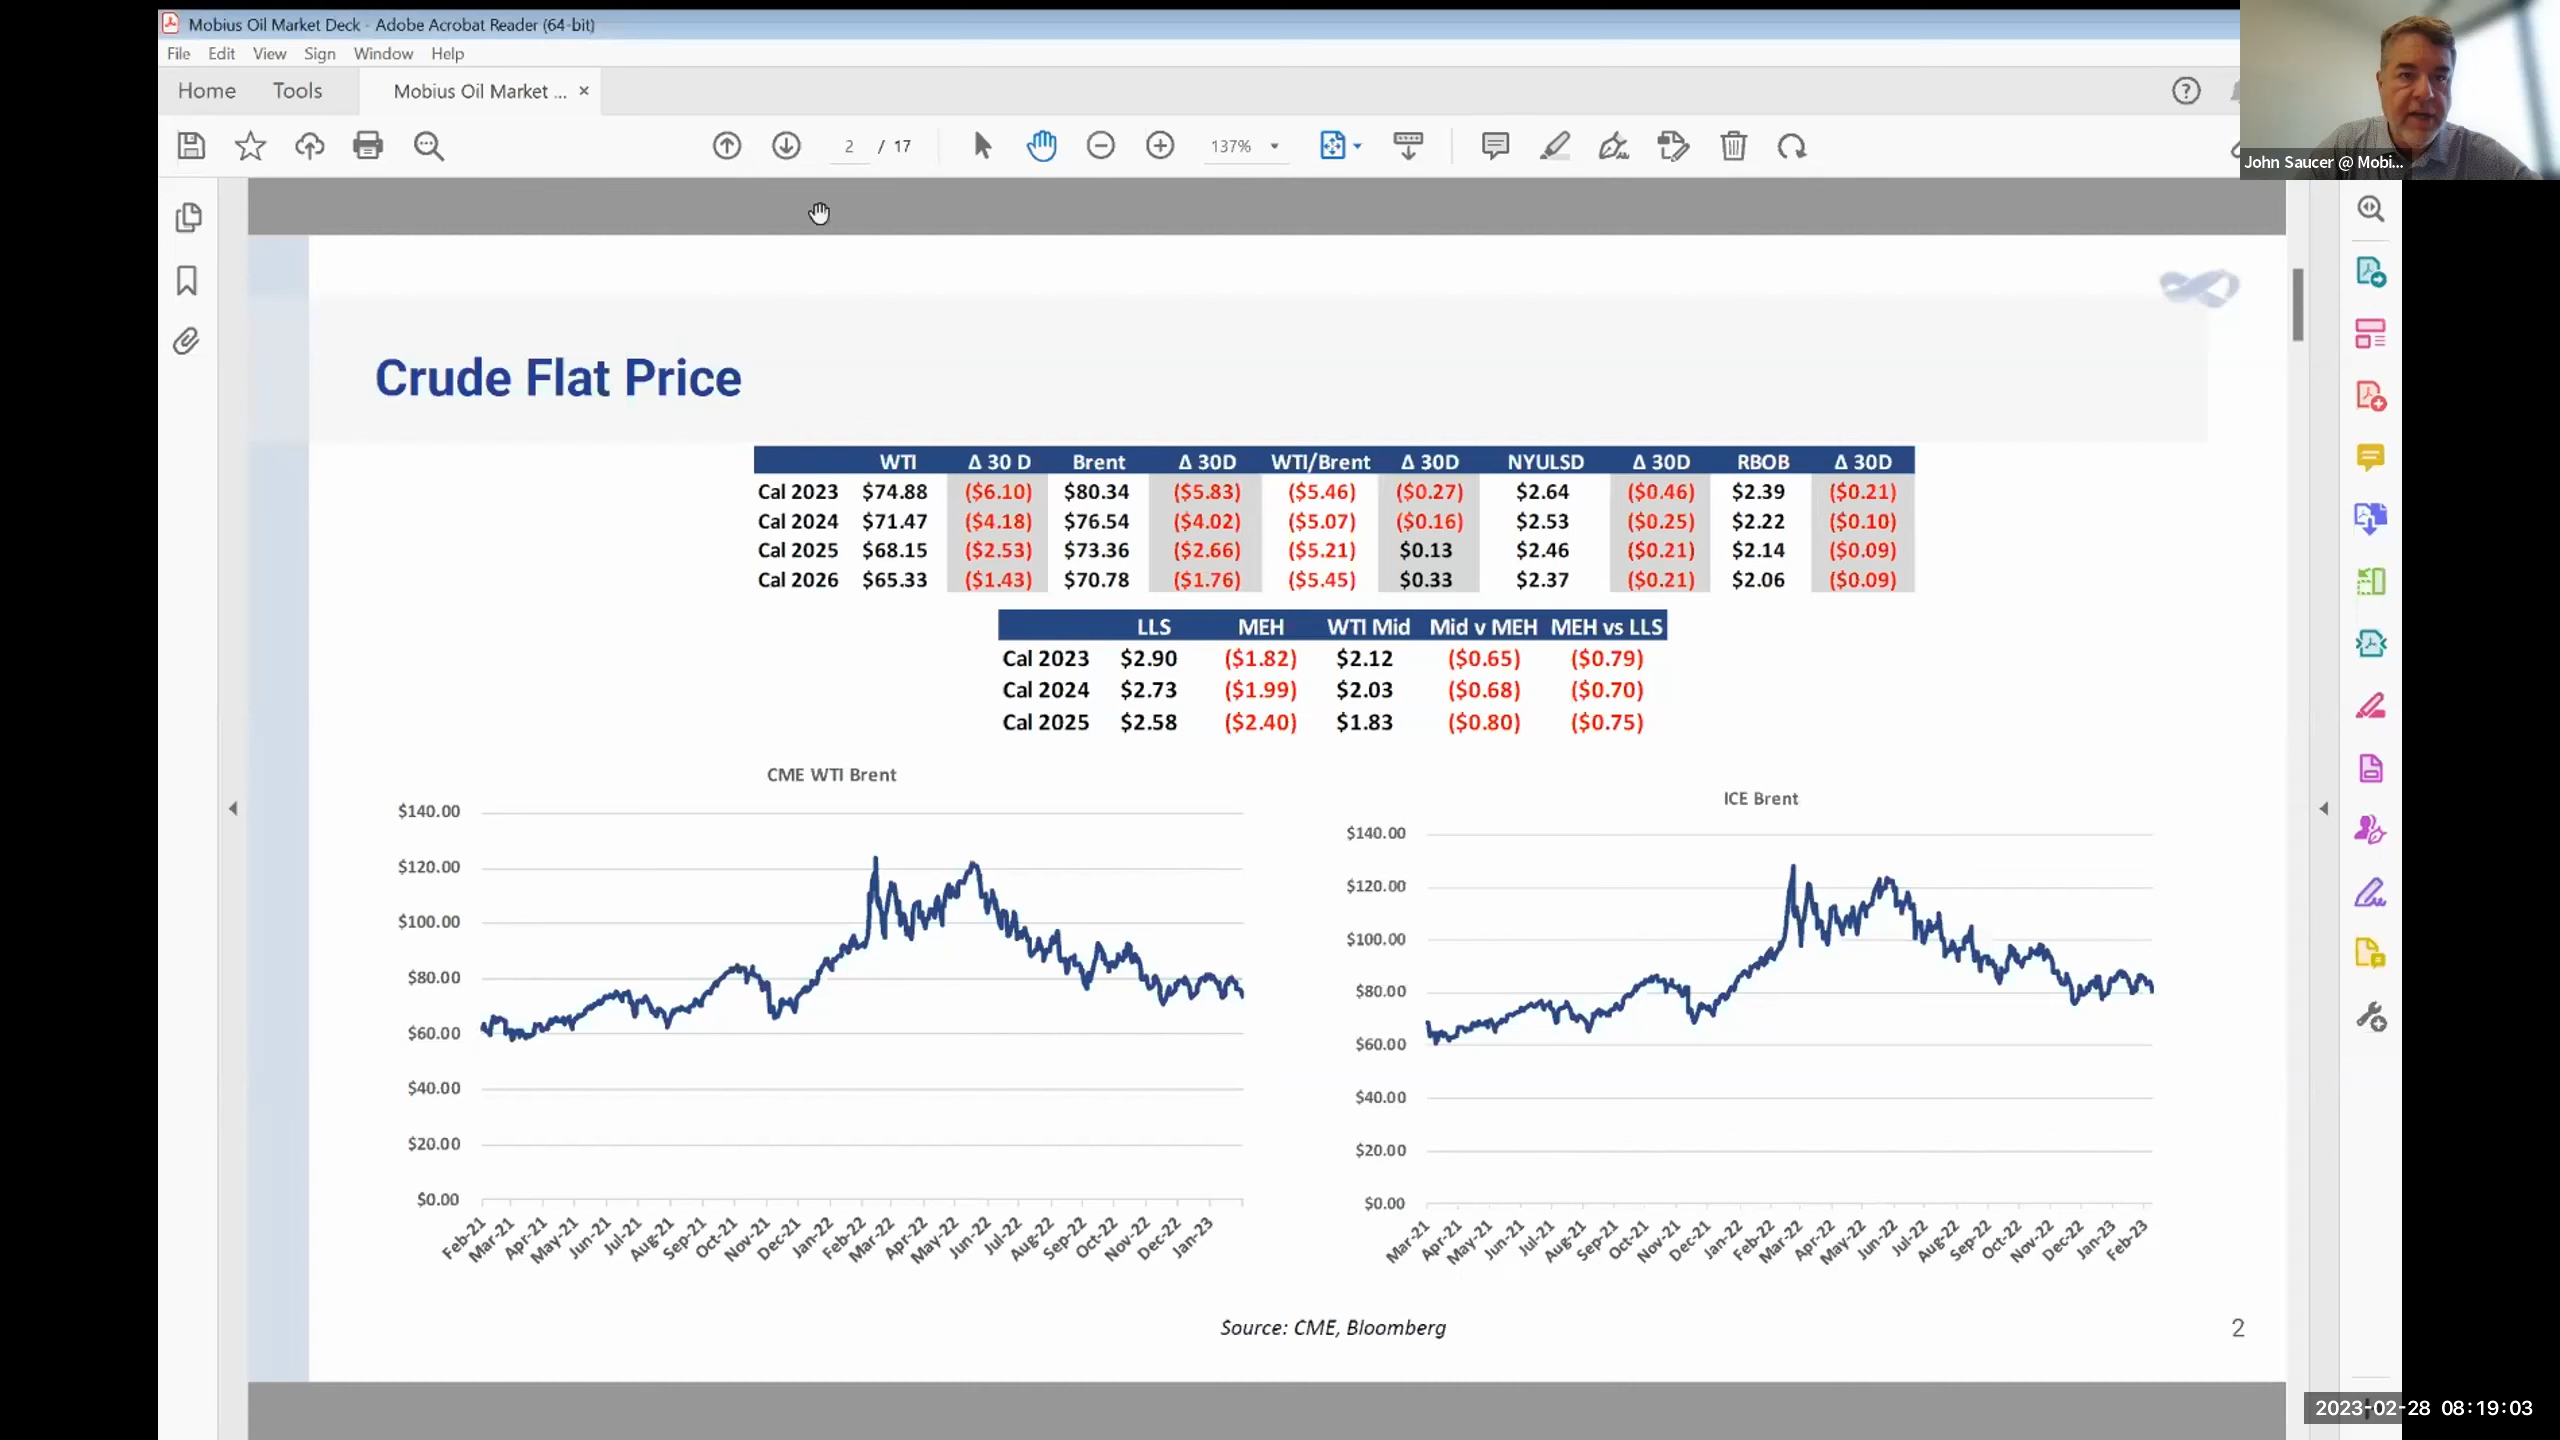 Mobius Oil Market Deck - Adobe Acrobat Reader (64-bit)
File Edit View Sign Window Help
Home Tools Mobius Oil Market ... ×
2 / 17 137%
John Saucer @ Mobi...
Crude Flat Price
WTI Δ 30 D Brent Δ 30D WTI/Brent Δ 30D NYULSD Δ 30D RBOB Δ 30D
Cal 2023 $74.88 ($6.10) $80.34 ($5.83) ($5.46) ($0.27) $2.64 ($0.46) $2.39 ($0.21)
Cal 2024 $71.47 ($4.18) $76.54 ($4.02) ($5.07) ($0.16) $2.53 ($0.25) $2.22 ($0.10)
Cal 2025 $68.15 ($2.53) $73.36 ($2.66) ($5.21) $0.13 $2.46 ($0.21) $2.14 ($0.09)
Cal 2026 $65.33 ($1.43) $70.78 ($1.76) ($5.45) $0.33 $2.37 ($0.21) $2.06 ($0.09)
LLS MEH WTI Mid Mid v MEH MEH vs LLS
Cal 2023 $2.90 ($1.82) $2.12 ($0.65) ($0.79)
Cal 2024 $2.73 ($1.99) $2.03 ($0.68) ($0.70)
Cal 2025 $2.58 ($2.40) $1.83 ($0.80) ($0.75)
CME WTI Brent
$140.00
$120.00
$100.00
$80.00
$60.00
$40.00
$20.00
$0.00
Feb-21 Mar-21 Apr-21 May-21 Jun-21 Jul-21 Aug-21 Sep-21 Oct-21 Nov-21 Dec-21 Jan-22 Feb-22 Mar-22 Apr-22 May-22 Jun-22 Jul-22 Aug-22 Sep-22 Oct-22 Nov-22 Dec-22 Jan-23
ICE Brent
$140.00
$120.00
$100.00
$80.00
$60.00
$40.00
$20.00
$0.00
Mar-21 Apr-21 May-21 Jun-21 Jul-21 Aug-21 Sep-21 Oct-21 Nov-21 Dec-21 Jan-22 Feb-22 Mar-22 Apr-22 May-22 Jun-22 Jul-22 Aug-22 Sep-22 Oct-22 Nov-22 Dec-22 Jan-23 Feb-23
Source: CME, Bloomberg
2
2023-02-28 08:19:03